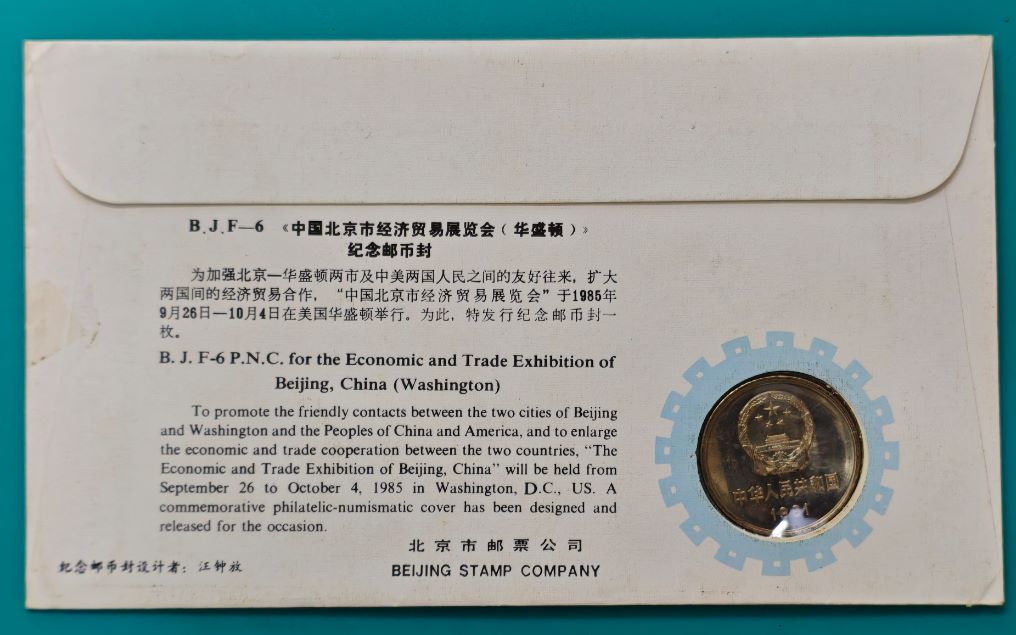 B.J.F—6 《中国北京市经济贸易展览会（华盛顿）》
纪念邮币封
为加强北京—华盛顿两市及中美两国人民之间的友好往来，扩大
两国间的经济贸易合作，“中国北京市经济贸易展览会”于1985年
9月26日—10月4日在美国华盛顿举行。为此，特发行纪念邮币封一
枚。
B. J. F-6 P.N.C. for the Economic and Trade Exhibition of
Beijing, China (Washington)
To promote the friendly contacts between the two cities of Beijing
and Washington and the Peoples of China and America, and to enlarge
the economic and trade cooperation between the two countries, “The
Economic and Trade Exhibition of Beijing, China” will be held from
September 26 to October 4, 1985 in Washington, D.C., US. A
commemorative philatelic-numismatic cover has been designed and
released for the occasion.
北京市邮票公司
BEIJING STAMP COMPANY
纪念邮币封设计者：汪钟放
中华人民共和国
1981